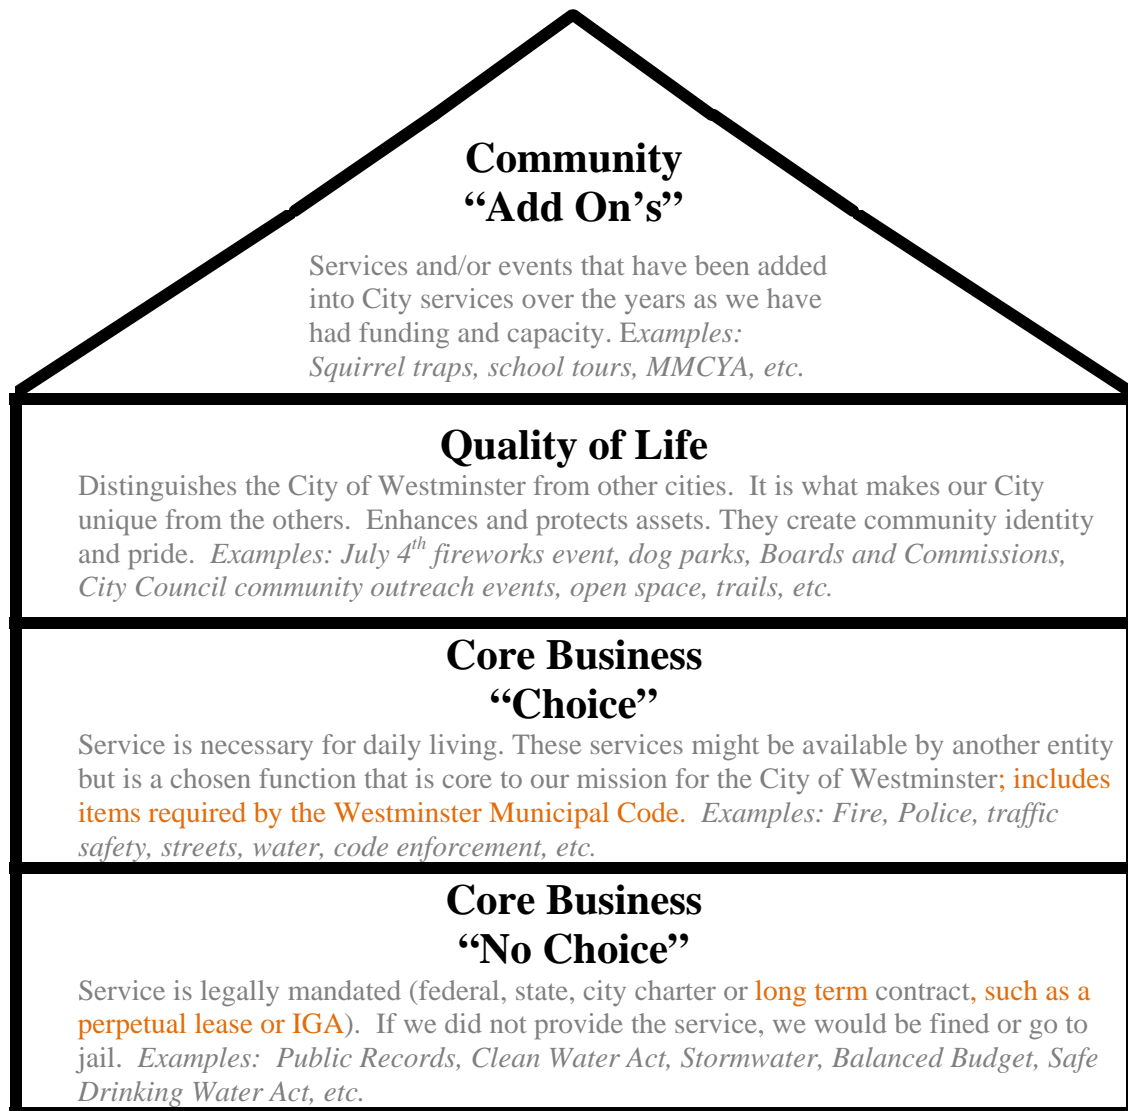 Community
“Add On’s”
Services and/or events that have been added
into City services over the years as we have
had funding and capacity. Examples:
Squirrel traps, school tours, MMCYA, etc.
Quality of Life
Distinguishes the City of Westminster from other cities.  It is what makes our City
unique from the others.  Enhances and protects assets. They create community identity
and pride.  Examples: July 4th fireworks event, dog parks, Boards and Commissions,
City Council community outreach events, open space, trails, etc.
Core Business
“Choice”
Service is necessary for daily living. These services might be available by another entity
but is a chosen function that is core to our mission for the City of Westminster; includes
items required by the Westminster Municipal Code.  Examples: Fire, Police, traffic
safety, streets, water, code enforcement, etc.
Core Business
“No Choice”
Service is legally mandated (federal, state, city charter or long term contract, such as a
perpetual lease or IGA).  If we did not provide the service, we would be fined or go to
jail.  Examples:  Public Records, Clean Water Act, Stormwater, Balanced Budget, Safe
Drinking Water Act, etc.